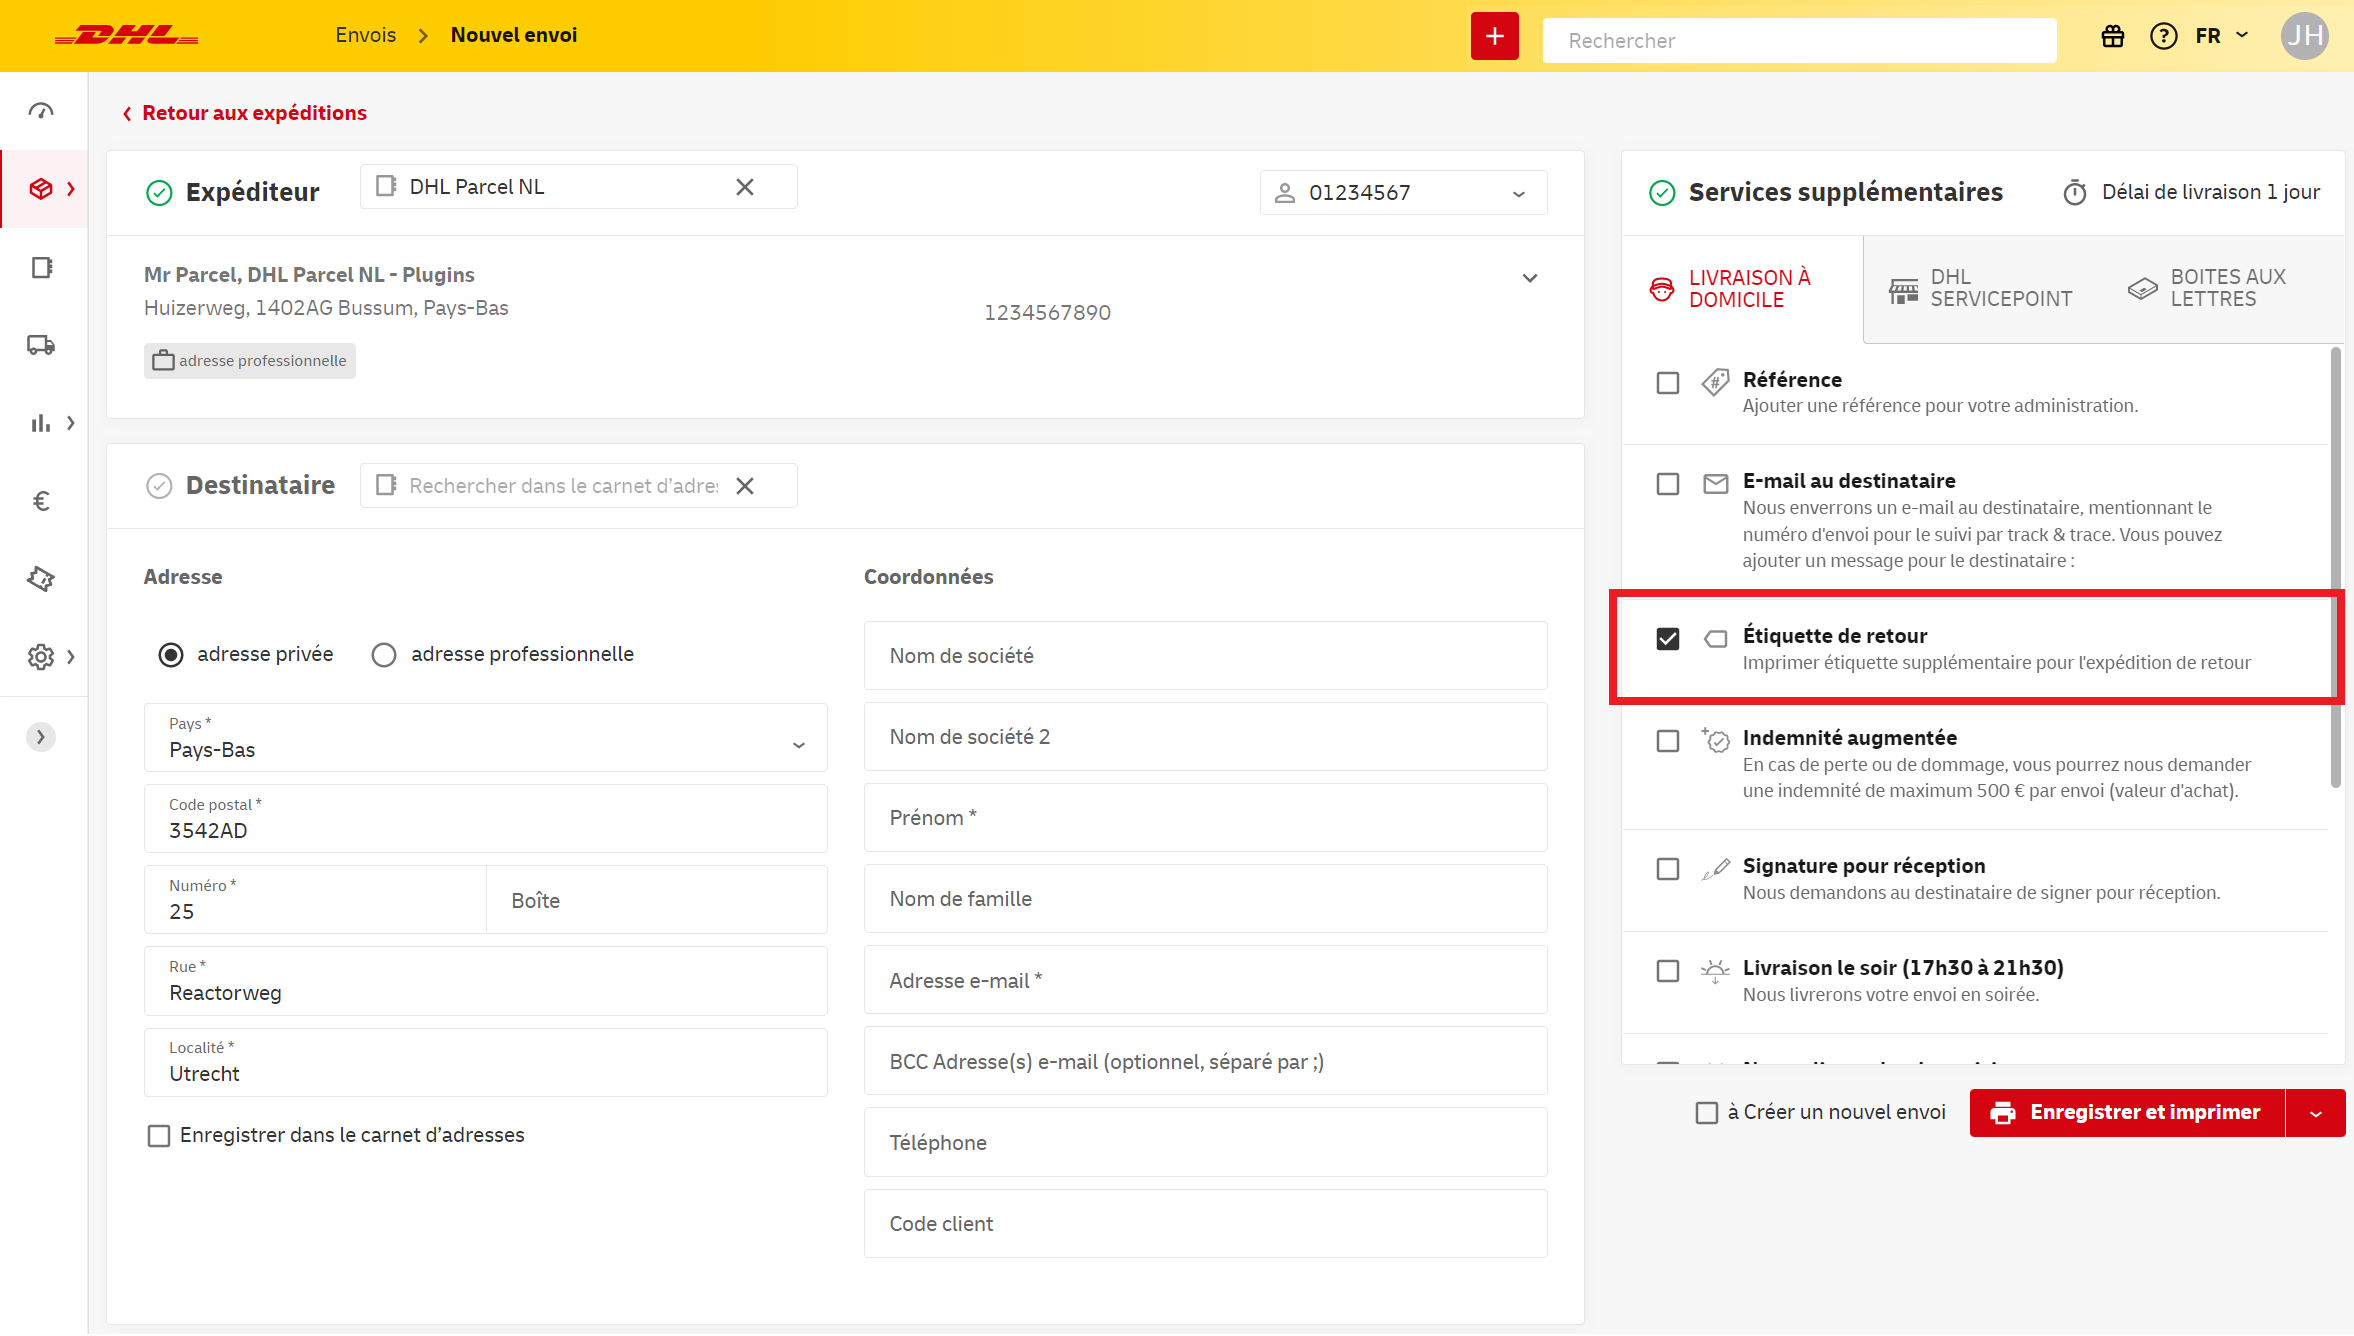 DHL
Envois
Nouvel envoi
Rechercher
FR
JH
Retour aux expéditions
Expéditeur
DHL Parcel NL
01234567
Mr Parcel, DHL Parcel NL - Plugins
Huizerweg, 1402AG Bussum, Pays-Bas
1234567890
adresse professionnelle
Destinataire
Rechercher dans le carnet d'adre
Adresse
adresse privée
adresse professionnelle
Pays *
Pays-Bas
Code postal *
3542AD
Numéro *
25
Boîte
Rue *
Reactorweg
Localité *
Utrecht
Enregistrer dans le carnet d'adresses
Coordonnées
Nom de société
Nom de société 2
Prénom *
Nom de famille
Adresse e-mail *
BCC Adresse(s) e-mail (optionnel, séparé par ;)
Téléphone
Code client
Services supplémentaires
Délai de livraison 1 jour
LIVRAISON À
DOMICILE
DHL
SERVICEPOINT
BOITES AUX
LETTRES
Référence
Ajouter une référence pour votre administration.
E-mail au destinataire
Nous enverrons un e-mail au destinataire, mentionnant le
numéro d'envoi pour le suivi par track & trace. Vous pouvez
ajouter un message pour le destinataire :
Étiquette de retour
Imprimer étiquette supplémentaire pour l'expédition de retour
Indemnité augmentée
En cas de perte ou de dommage, vous pourrez nous demander
une indemnité de maximum 500 € par envoi (valeur d'achat).
Signature pour réception
Nous demandons au destinataire de signer pour réception.
Livraison le soir (17h30 à 21h30)
Nous livrerons votre envoi en soirée.
à Créer un nouvel envoi
Enregistrer et imprimer